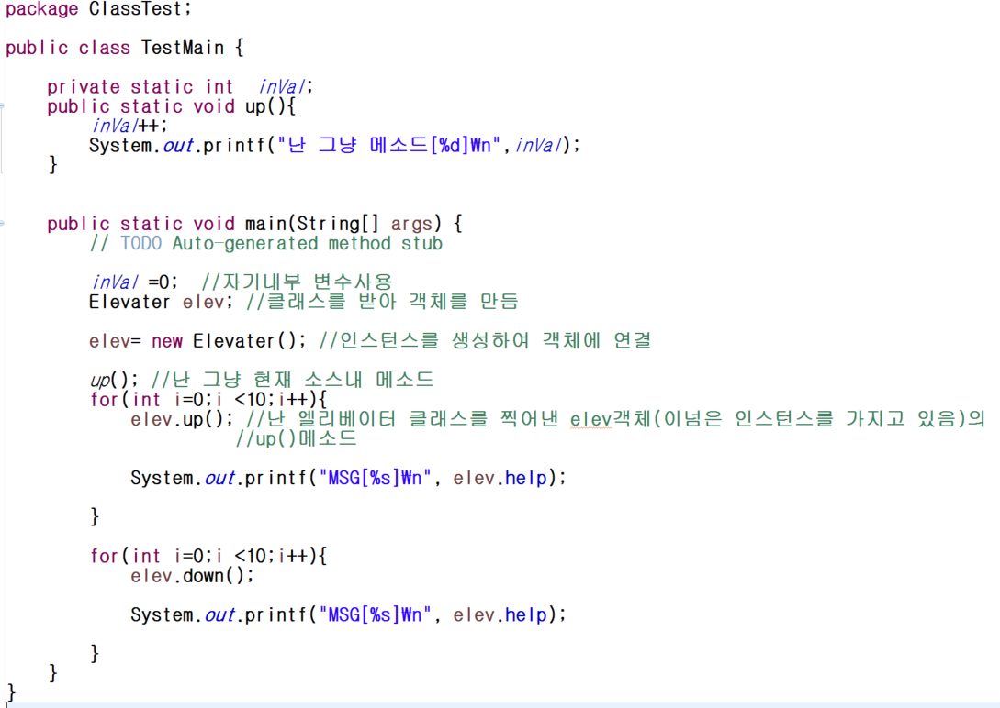 package ClassTest;
public class TestMain {
private static int  inVal;
public static void up(){
inVal++;
System.out.printf("난 그냥 메소드[%d]₩n",inVal);
}
public static void main(String[] args) {
// TODO Auto-generated method stub
inVal =0;  //자기내부 변수사용
Elevater elev; //클래스를 받아 객체를 만듬
elev= new Elevater(); //인스턴스를 생성하여 객체에 연결
up(); //난 그냥 현재 소스내 메소드
for(int i=0;i <10;i++){
elev.up(); //난 엘리베이터 클래스를 찍어낸 elev객체(이넘은 인스턴스를 가지고 있음)의
//up()메소드
System.out.printf("MSG[%s]₩n", elev.help);
}
for(int i=0;i <10;i++){
elev.down();
System.out.printf("MSG[%s]₩n", elev.help);
}
}
}